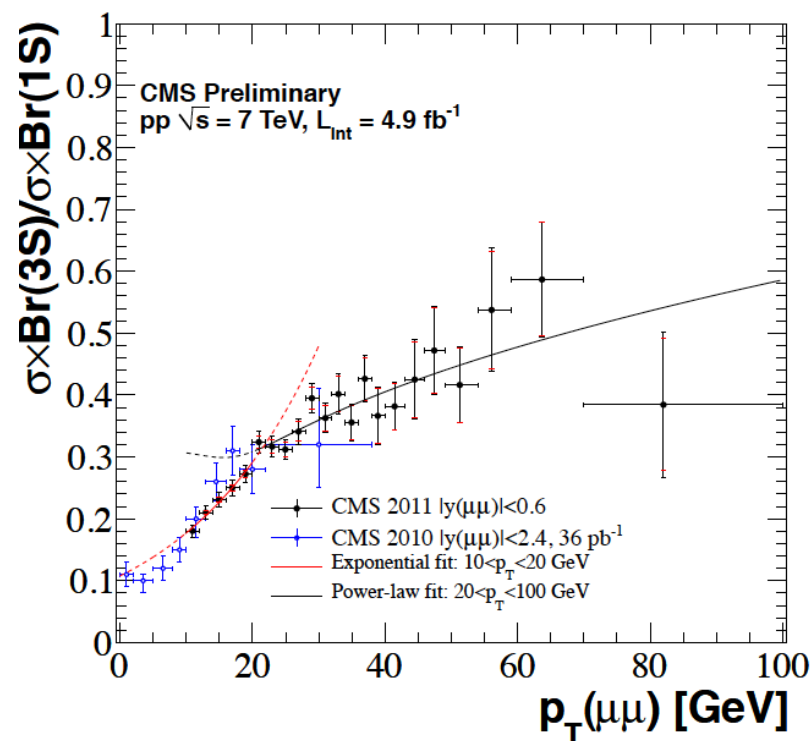 σ×Br(3S)/σ×Br(1S)
1
0.9
0.8
0.7
0.6
0.5
0.4
0.3
0.2
0.1
0
CMS Preliminary
pp √s = 7 TeV, L_Int = 4.9 fb⁻¹
CMS 2011 |y(μμ)|<0.6
CMS 2010 |y(μμ)|<2.4, 36 pb⁻¹
Exponential fit: 10<p_T<20 GeV
Power-law fit: 20<p_T<100 GeV
0 20 40 60 80 100
p_T(μμ) [GeV]